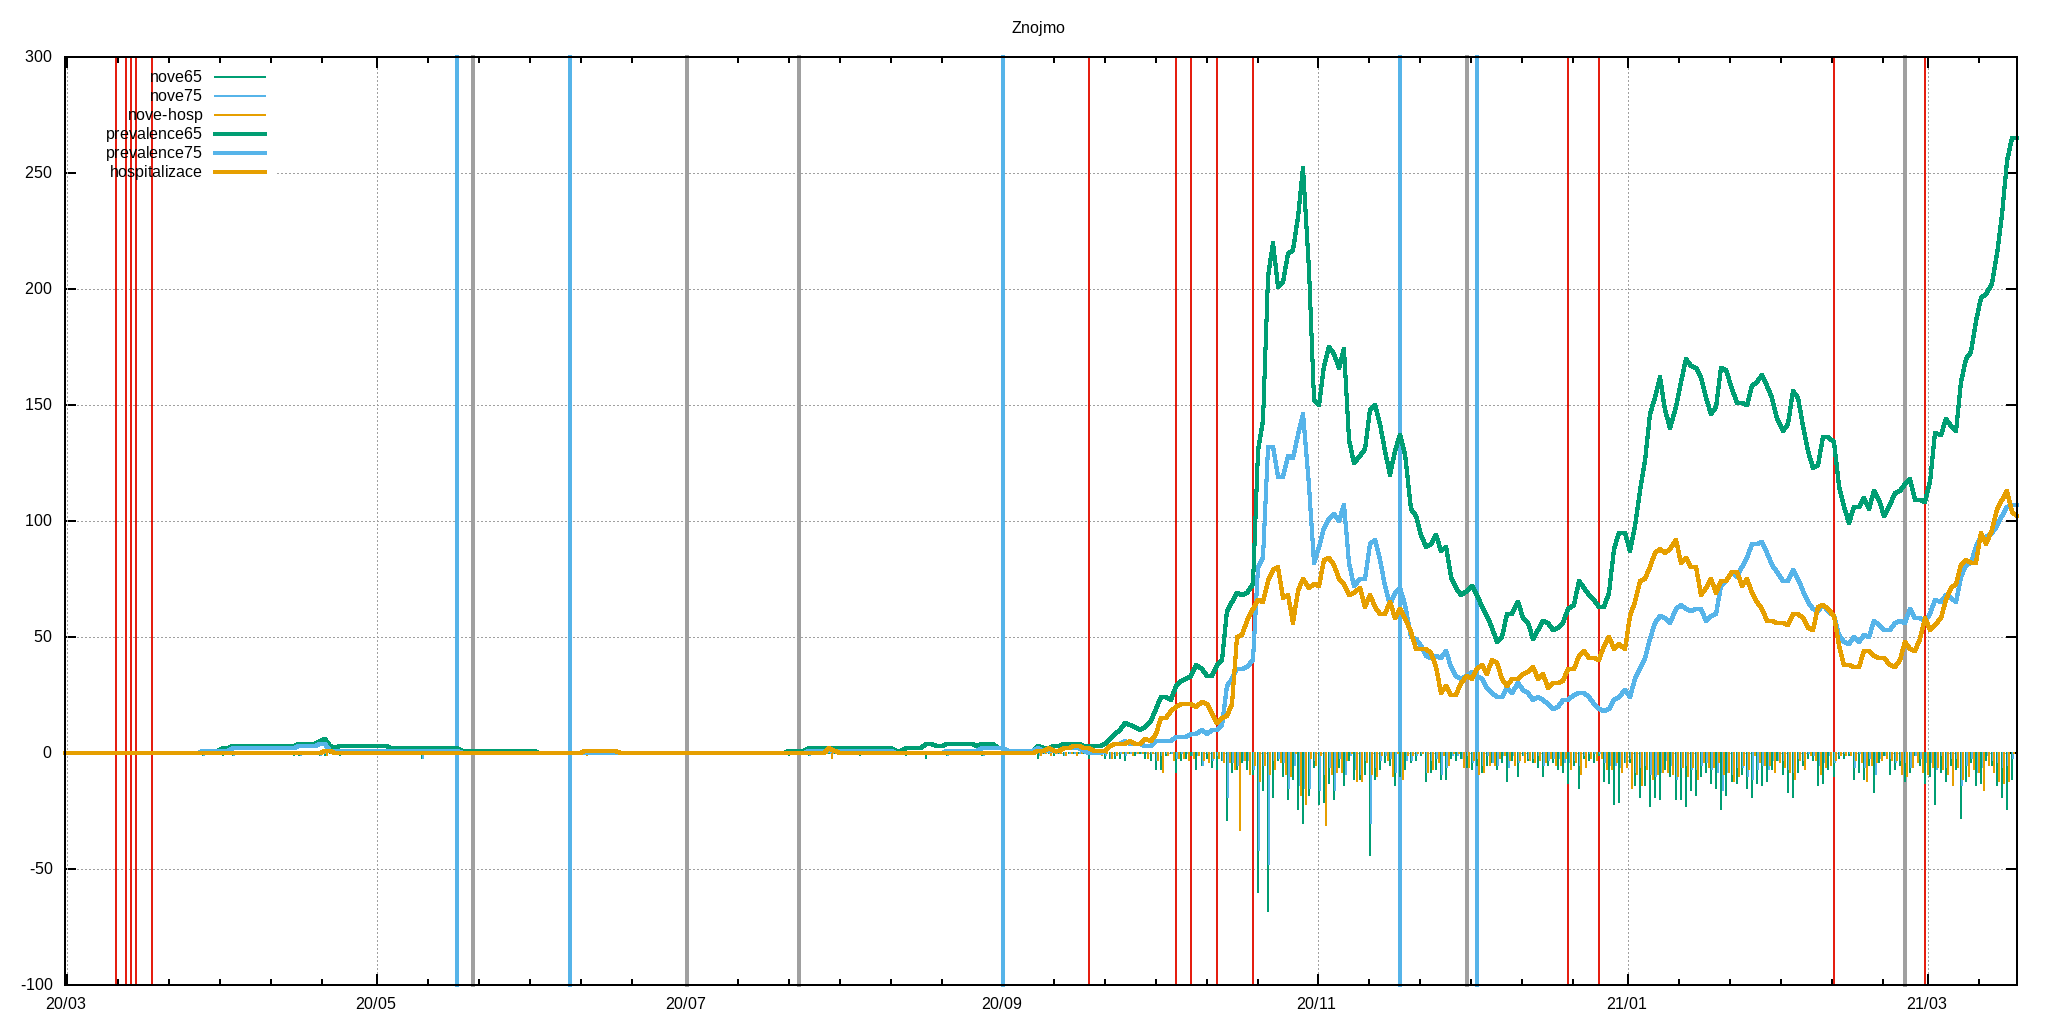 Znojmo
300
250
200
150
100
50
0
-50
-100
nove65
nove75
nove-hosp
prevalence65
prevalence75
hospitalizace
20/03 20/05 20/07 20/09 20/11 21/01 21/03